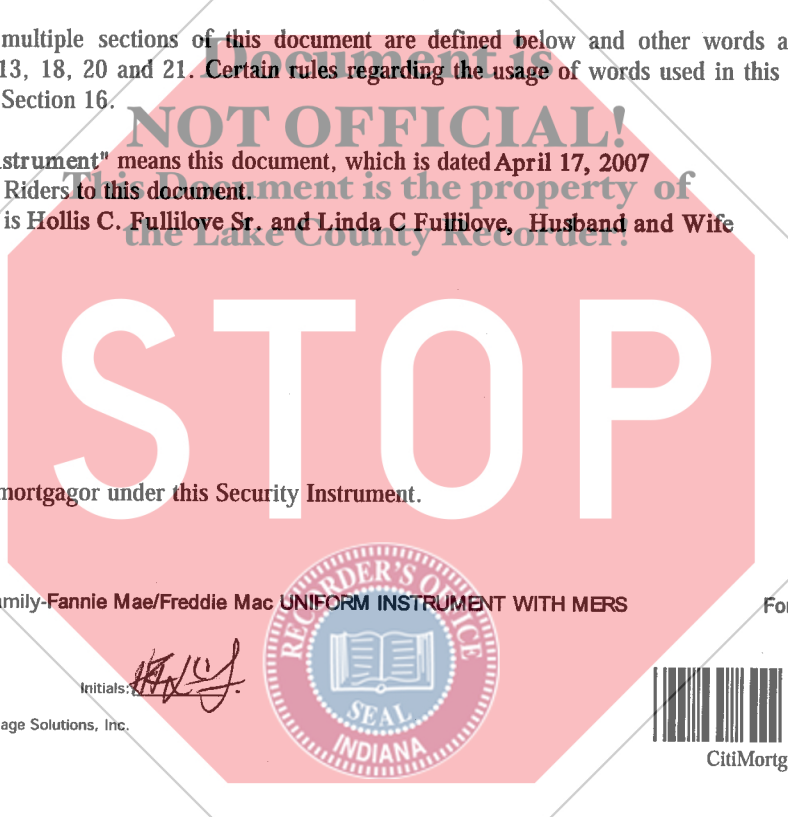 multiple sections of this document are defined below and other words a
13, 18, 20 and 21. Certain rules regarding the usage of words used in this
Section 16.
Document is
NOT OFFICIAL!
This Document is the property of
the Lake County Recorder!
strument" means this document, which is dated April 17, 2007
Riders to this document.
is Hollis C. Fullilove Sr. and Linda C Fullilove, Husband and Wife
STOP
mortgagor under this Security Instrument.
mily-Fannie Mae/Freddie Mac UNIFORM INSTRUMENT WITH MERS
For
Initials:
age Solutions, Inc.
RECORDER'S OFFICE
SEAL
INDIANA
CitiMortg